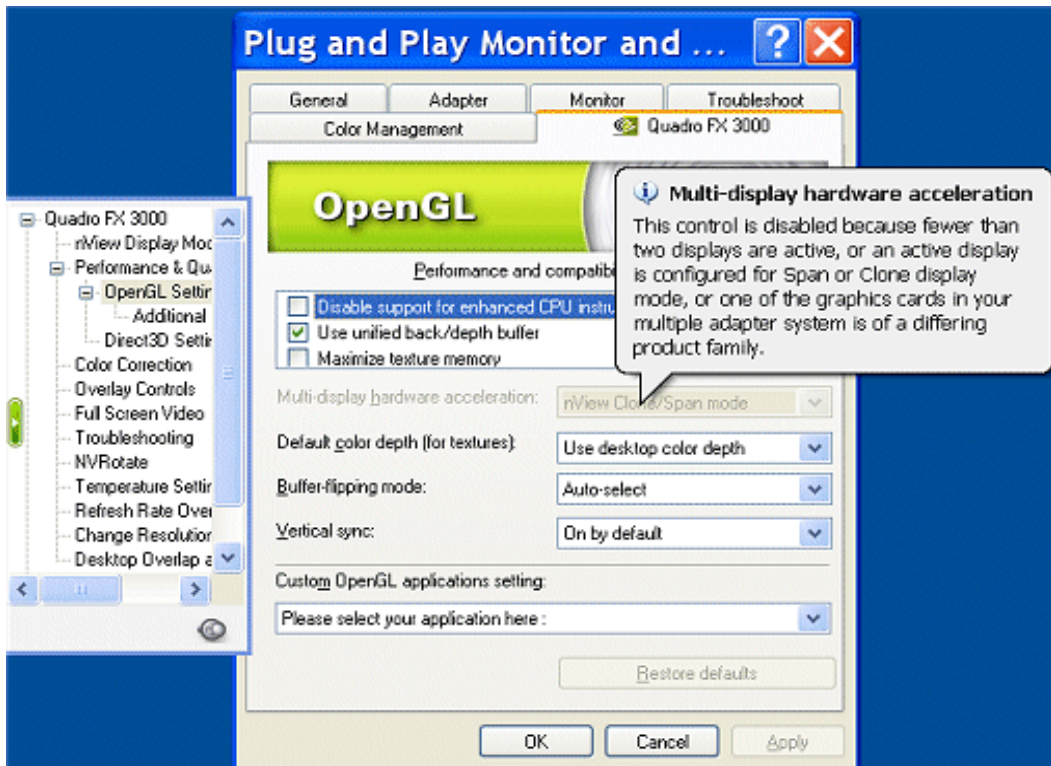 Plug and Play Monitor and ...
General Adapter Monitor Troubleshoot
Color Management Quadro FX 3000
OpenGL
Multi-display hardware acceleration
This control is disabled because fewer than
two displays are active, or an active display
is configured for Span or Clone display
mode, or one of the graphics cards in your
multiple adapter system is of a differing
product family.
Quadro FX 3000
nView Display Mod
Performance & Qu
OpenGL Settin
Additional
Direct3D Settin
Color Correction
Overlay Controls
Full Screen Video
Troubleshooting
NVRotate
Temperature Settin
Refresh Rate Over
Change Resolution
Desktop Overlap a
Performance and compatibi
Disable support for enhanced CPU instru
Use unified back/depth buffer
Maximize texture memory
Multi-display hardware acceleration: nView Clone/Span mode
Default color depth (for textures): Use desktop color depth
Buffer-flipping mode: Auto-select
Vertical sync: On by default
Custom OpenGL applications setting:
Please select your application here :
Restore defaults
OK Cancel Apply